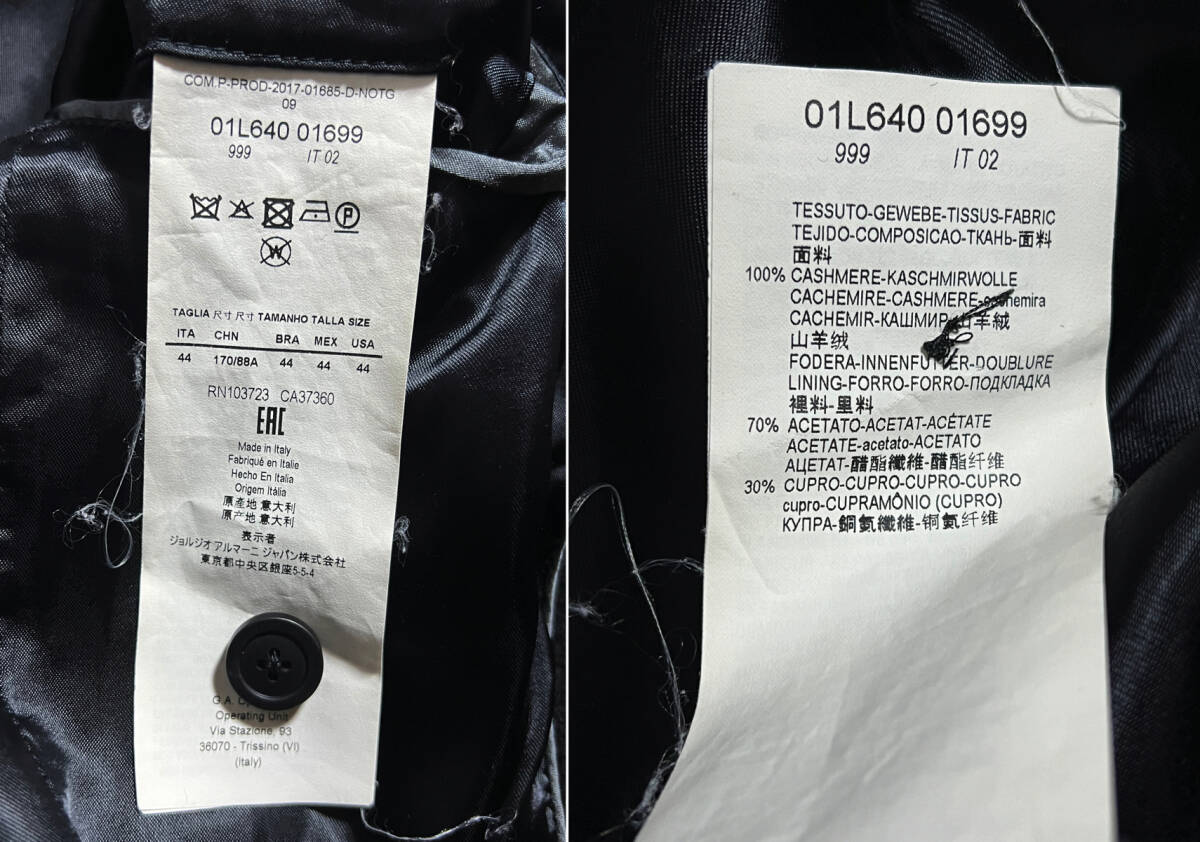 COM.P-PROD-2017-01685-D-NOTG
09
01L640 01699
999 IT 02
TAGLIA 尺寸 尺寸 TAMANHO TALLA SIZE
ITA CHN BRA MEX USA
44 170/88A 44 44 44
RN103723 CA37360
EAC
Made in Italy
Fabriqué en Italie
Hecho En Italia
Origem Itália
原產地 意大利
原产地 意大利
表示者
ジョルジオ アルマーニ ジャパン株式会社
東京都中央区銀座5-5-4
G.A.
Operating Unit
Via Stazione, 93
36070 - Trissino (VI)
(Italy)
01L640 01699
999 IT 02
TESSUTO-GEWEBE-TISSUS-FABRIC
TEJIDO-COMPOSICAO-ТКАНЬ-面料
面料
100% CASHMERE-KASCHMIRWOLLE
CACHEMIRE-CASHMERE-cachemira
CACHEMIR-КАШМИР-山羊絨
山羊绒
FODERA-INNENFUTTER-DOUBLURE
LINING-FORRO-FORRO-ПОДКЛАДКА
裡料-里料
70% ACETATO-ACETAT-ACÉTATE
ACETATE-acetato-ACETATO
АЦЕТАТ-醋酯纖維-醋酯纤维
30% CUPRO-CUPRO-CUPRO-CUPRO
cupro-CUPRAMÔNIO (CUPRO)
КУПРА-銅氨纖維-铜氨纤维